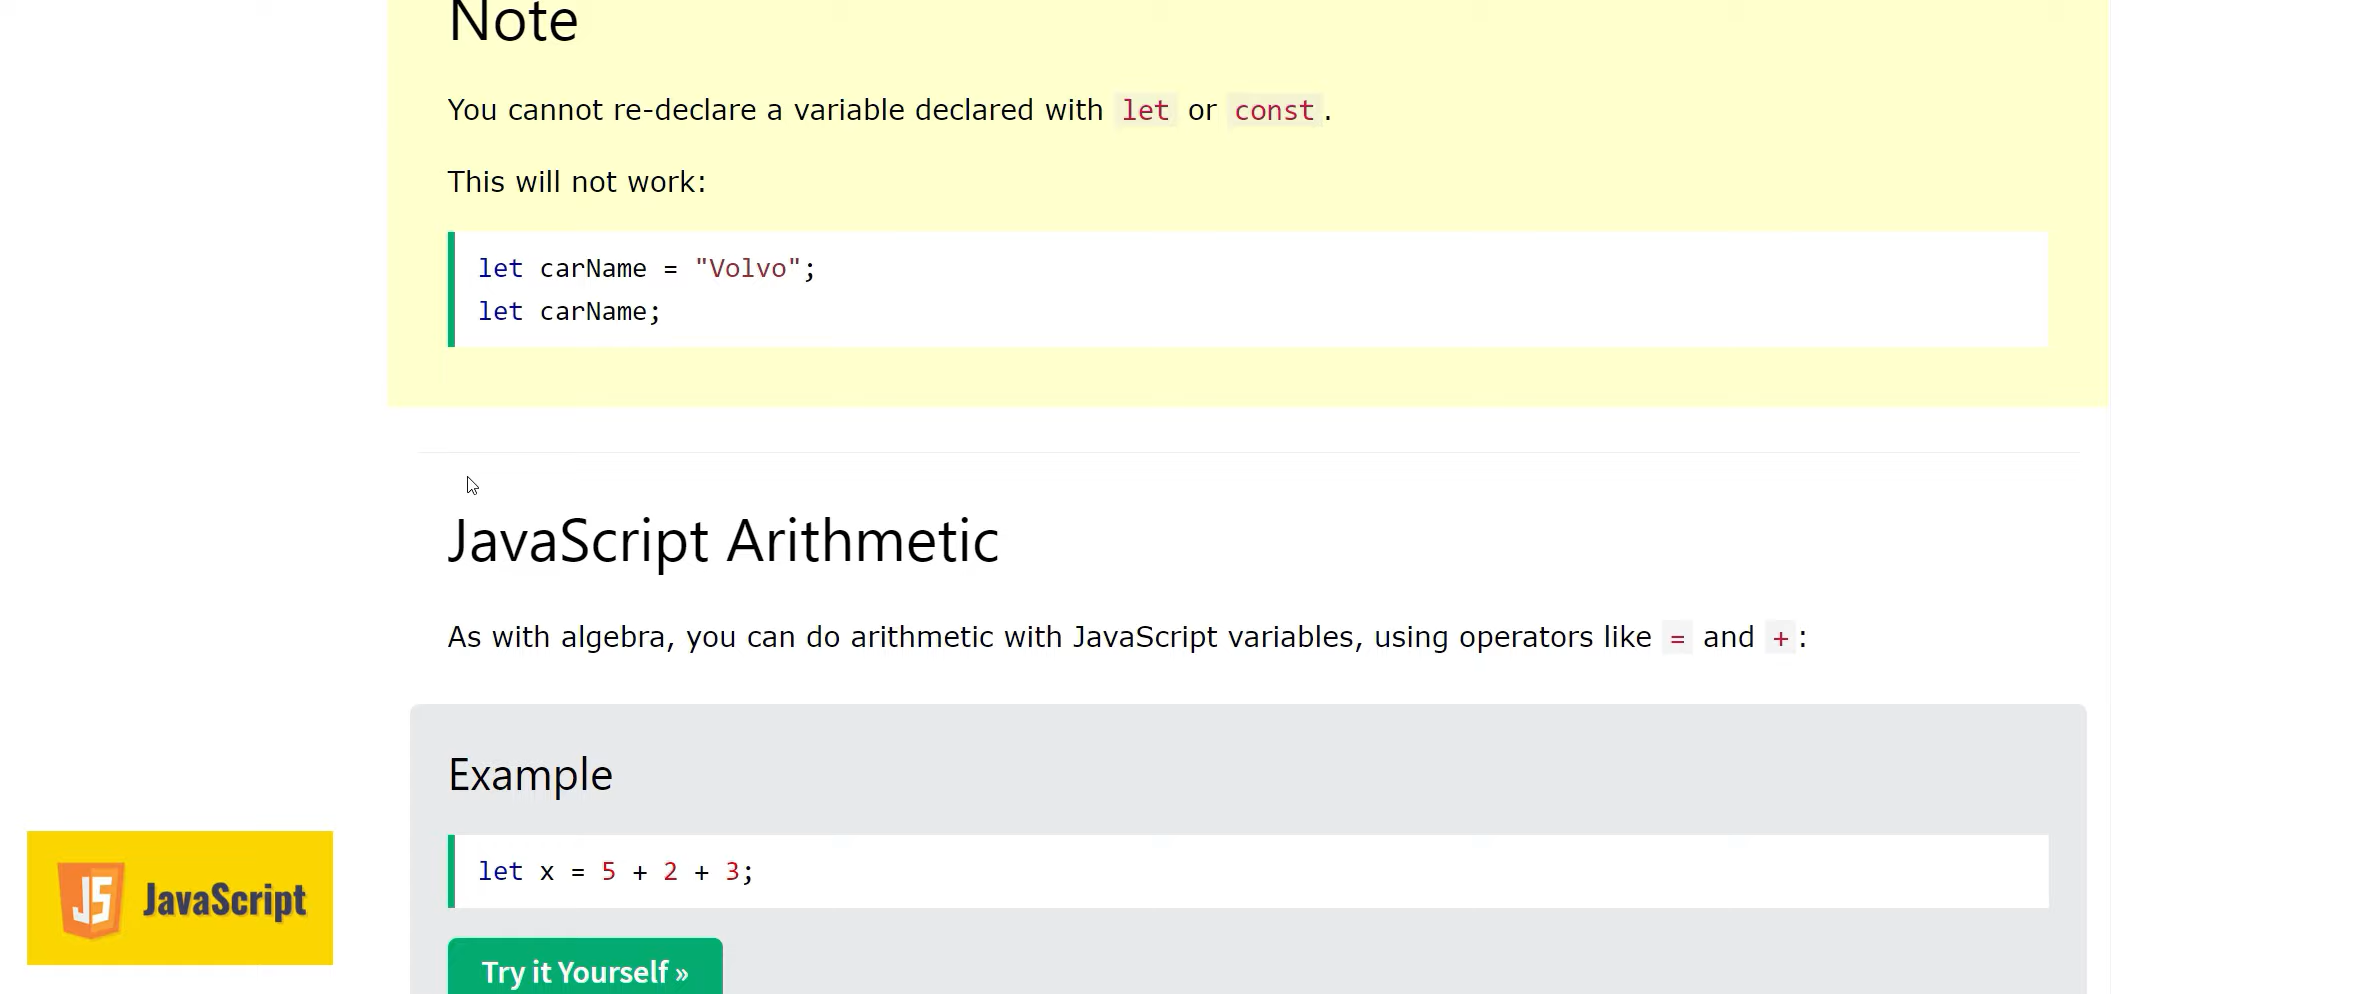 Note
You cannot re-declare a variable declared with let or const.
This will not work:
let carName = "Volvo";
let carName;
JavaScript Arithmetic
As with algebra, you can do arithmetic with JavaScript variables, using operators like = and +:
Example
let x = 5 + 2 + 3;
Try it Yourself »
JS JavaScript